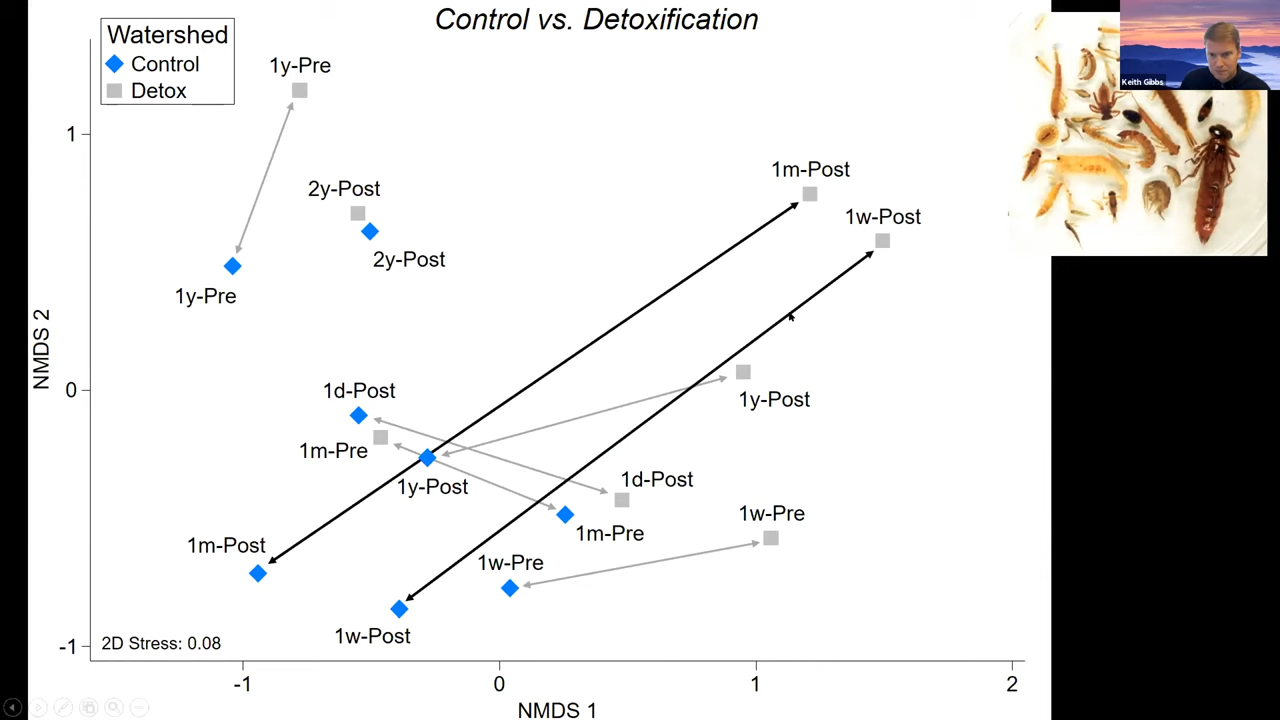 Control vs. Detoxification
Watershed
Control
Detox
Keith Gibbs
1y-Pre
1m-Post
2y-Post
1w-Post
2y-Post
1y-Pre
NMDS 2
1
0
-1
1d-Post
1y-Post
1m-Pre
1y-Post
1d-Post
1w-Pre
1m-Pre
1m-Post
1w-Pre
1w-Post
2D Stress: 0.08
-1
0
1
2
NMDS 1